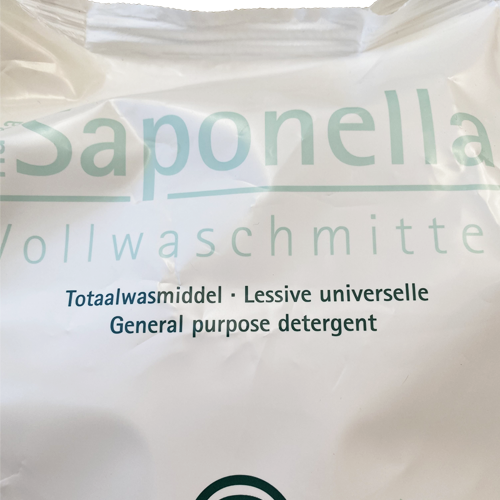 Saponella
Vollwaschmittel
Totaalwasmiddel · Lessive universelle
General purpose detergent